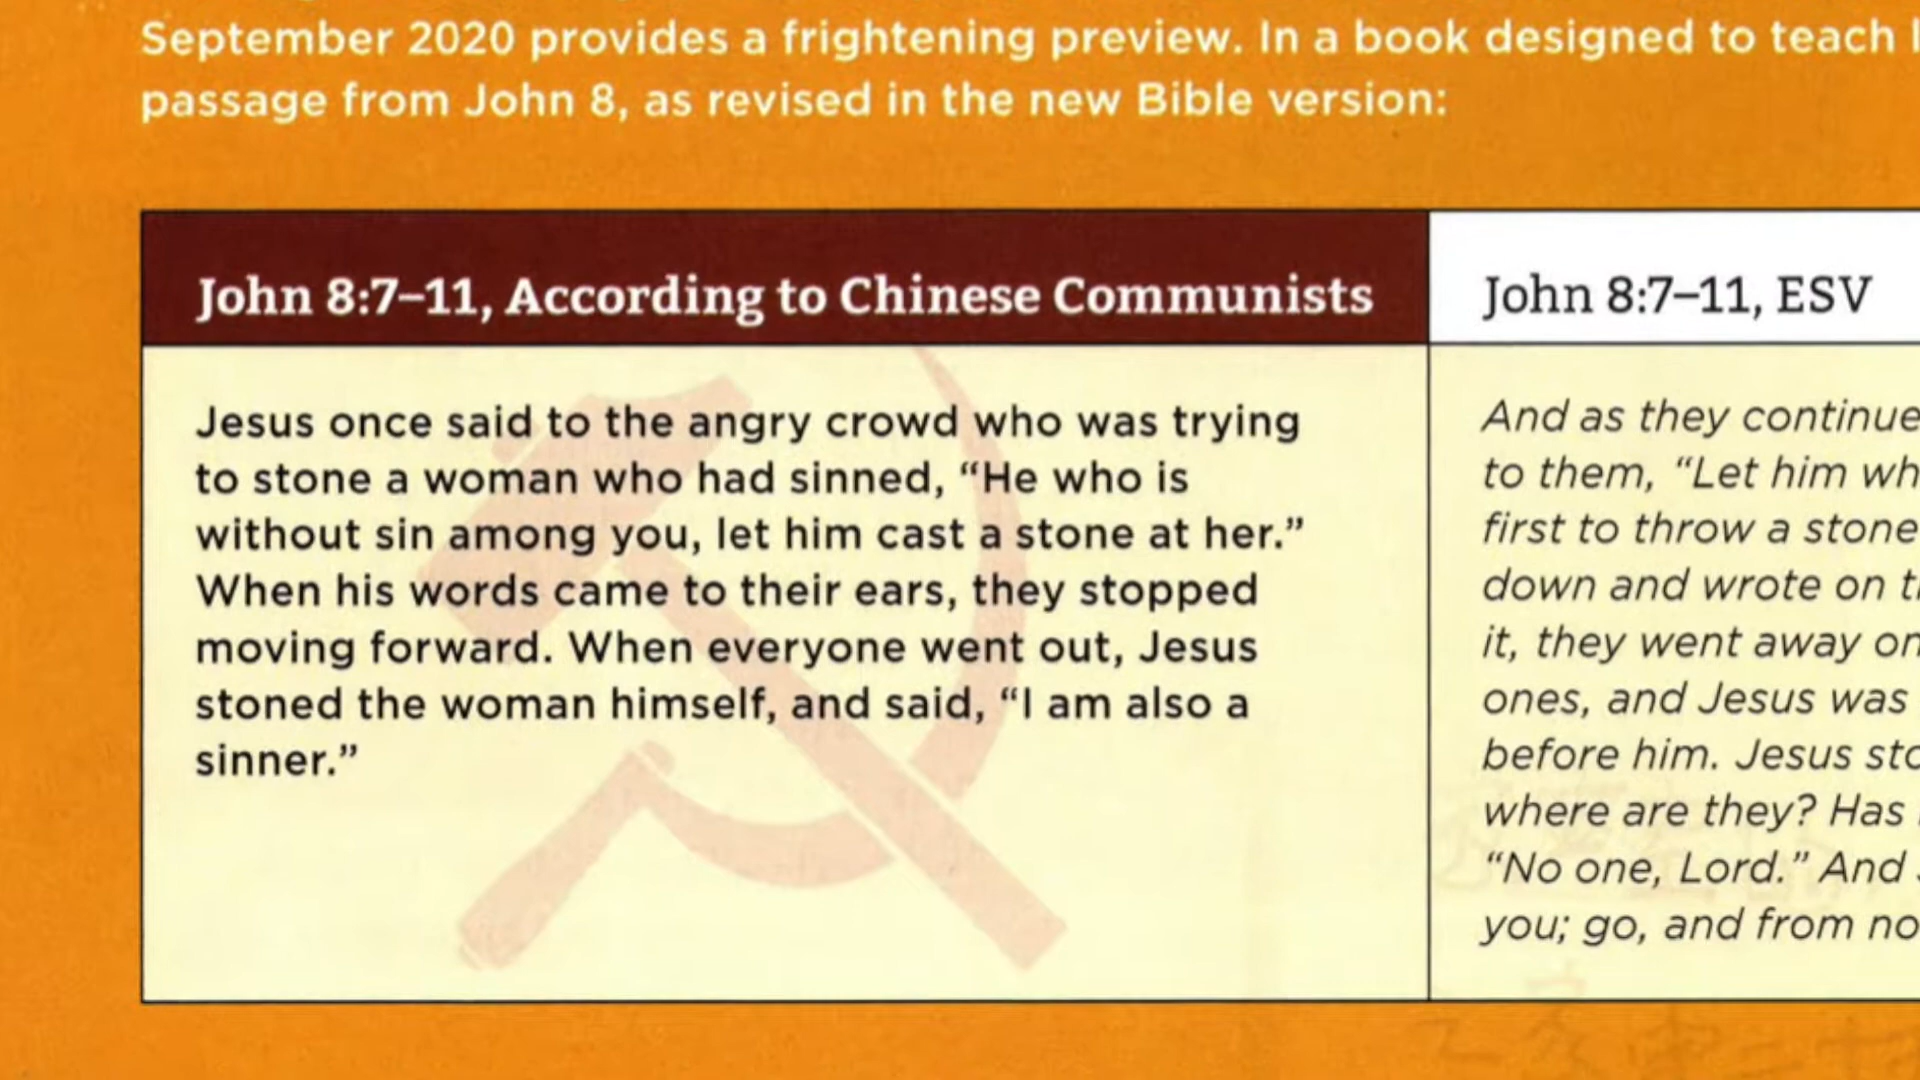 September 2020 provides a frightening preview. In a book designed to teach
passage from John 8, as revised in the new Bible version:
John 8:7–11, According to Chinese Communists
Jesus once said to the angry crowd who was trying
to stone a woman who had sinned, “He who is
without sin among you, let him cast a stone at her.”
When his words came to their ears, they stopped
moving forward. When everyone went out, Jesus
stoned the woman himself, and said, “I am also a
sinner.”
John 8:7–11, ESV
And as they continue
to them, “Let him wh
first to throw a stone
down and wrote on t
it, they went away on
ones, and Jesus was
before him. Jesus sto
where are they? Has
“No one, Lord.” And
you; go, and from no